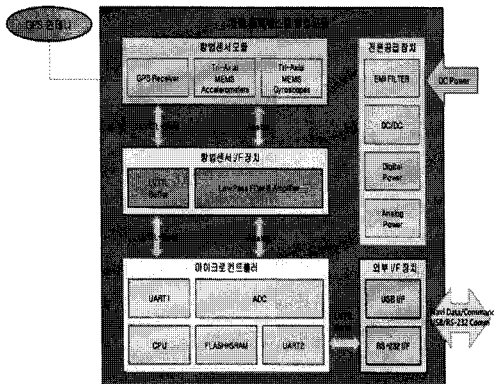 GPS 안테나
항법센서 모듈
GPS Receiver
Tri-Axial
MEMS
Accelerometers
Tri-Axial
MEMS
Gyroscopes
전원공급장치
EMI FILTER
DC/DC
Digital
Power
Analog
Power
DC Power
항법센서 I/F 장치
Buffer
Low Pass Filter & Amplifier
마이크로 컨트롤러
UART1
ADC
CPU
FLASH/SRAM
UART2
외부 I/F 장치
USB I/F
RS-232 I/F
Navi Data/Command
USB/RS-232 Comm